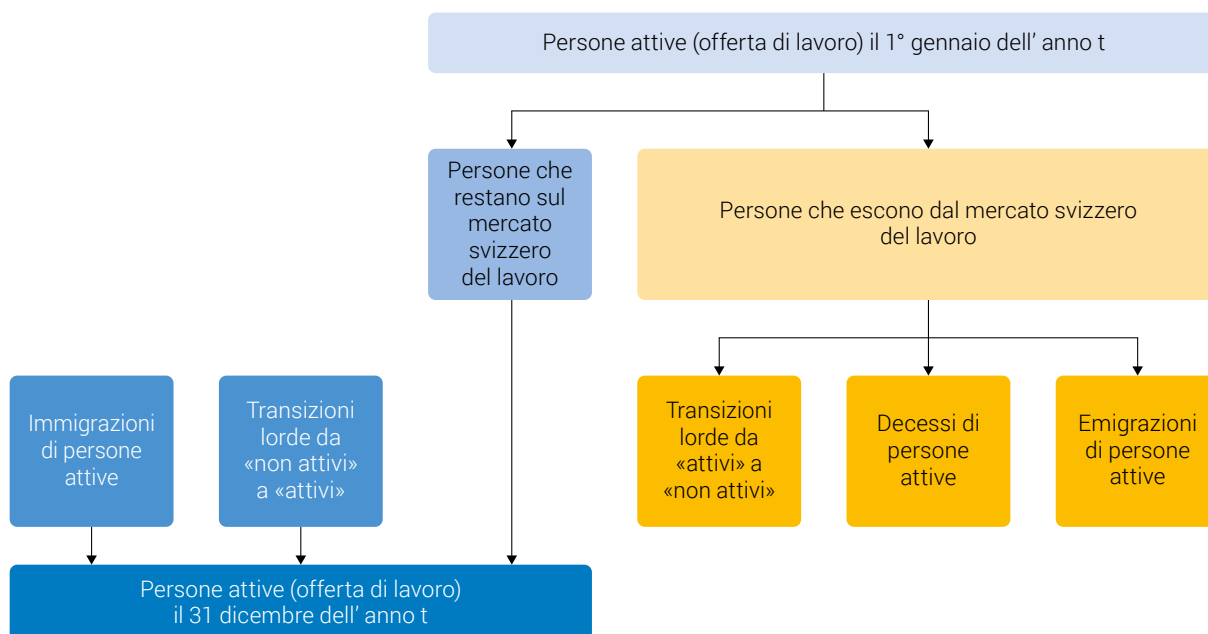 Persone attive (offerta di lavoro) il 1° gennaio dell’ anno t
Persone che
restano sul
mercato
svizzero
del lavoro
Persone che escono dal mercato svizzero
del lavoro
Immigrazioni
di persone
attive
Transizioni
lorde da
«non attivi»
a «attivi»
Transizioni
lorde da
«attivi» a
«non attivi»
Decessi di
persone
attive
Emigrazioni
di persone
attive
Persone attive (offerta di lavoro)
il 31 dicembre dell’ anno t